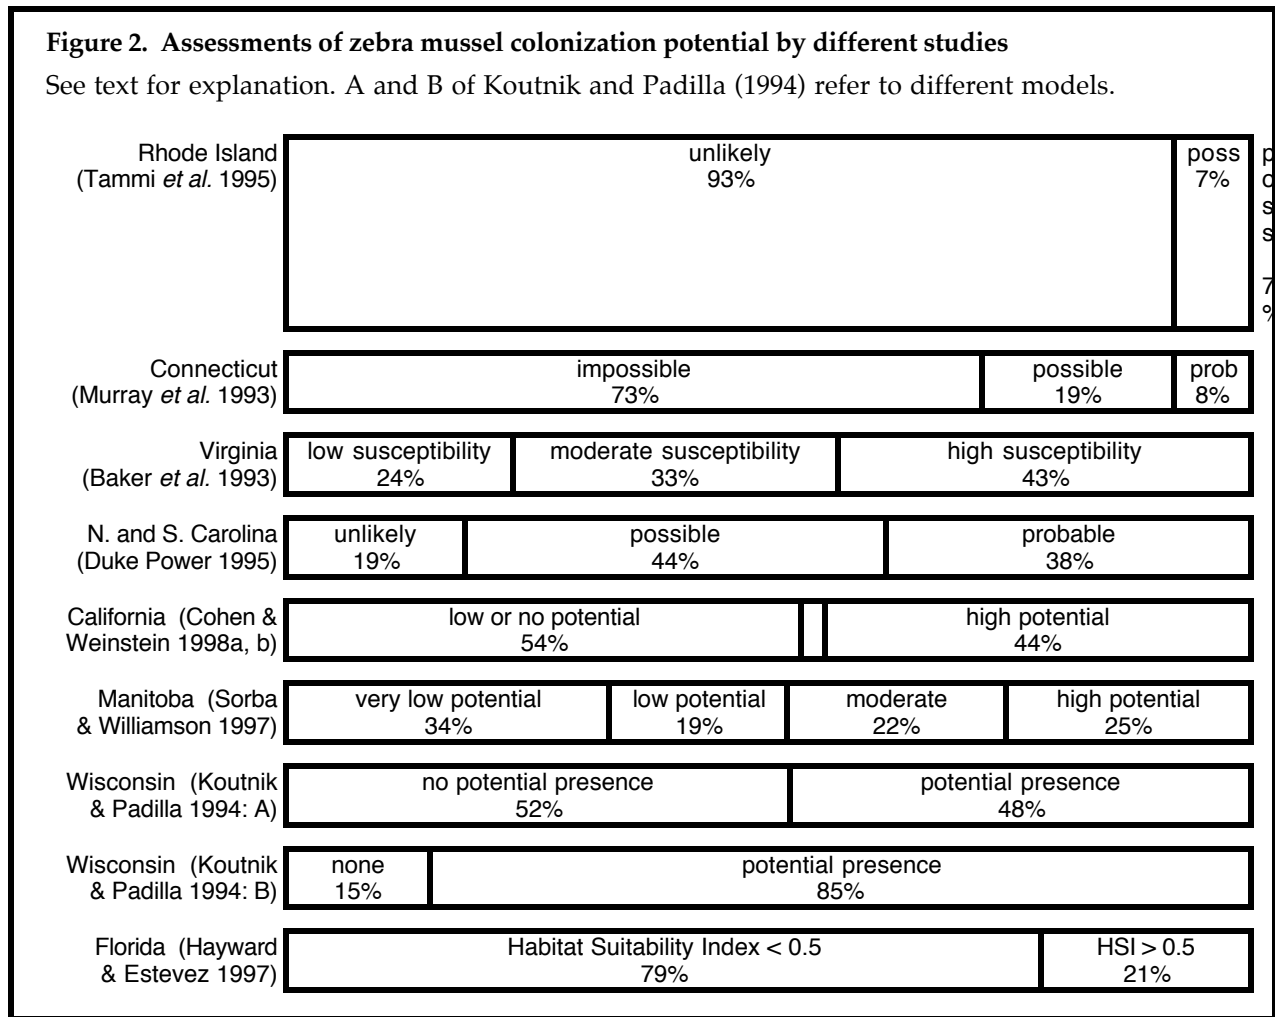 Figure 2. Assessments of zebra mussel colonization potential by different studies
See text for explanation. A and B of Koutnik and Padilla (1994) refer to different models.
Rhode Island
(Tammi et al. 1995)
unlikely
93%
poss
7%
p
o
s
s
7
%
Connecticut
(Murray et al. 1993)
impossible
73%
possible
19%
prob
8%
Virginia
(Baker et al. 1993)
low susceptibility
24%
moderate susceptibility
33%
high susceptibility
43%
N. and S. Carolina
(Duke Power 1995)
unlikely
19%
possible
44%
probable
38%
California (Cohen &
Weinstein 1998a, b)
low or no potential
54%
high potential
44%
Manitoba (Sorba
& Williamson 1997)
very low potential
34%
low potential
19%
moderate
22%
high potential
25%
Wisconsin (Koutnik
& Padilla 1994: A)
no potential presence
52%
potential presence
48%
Wisconsin (Koutnik
& Padilla 1994: B)
none
15%
potential presence
85%
Florida (Hayward
& Estevez 1997)
Habitat Suitability Index < 0.5
79%
HSI > 0.5
21%